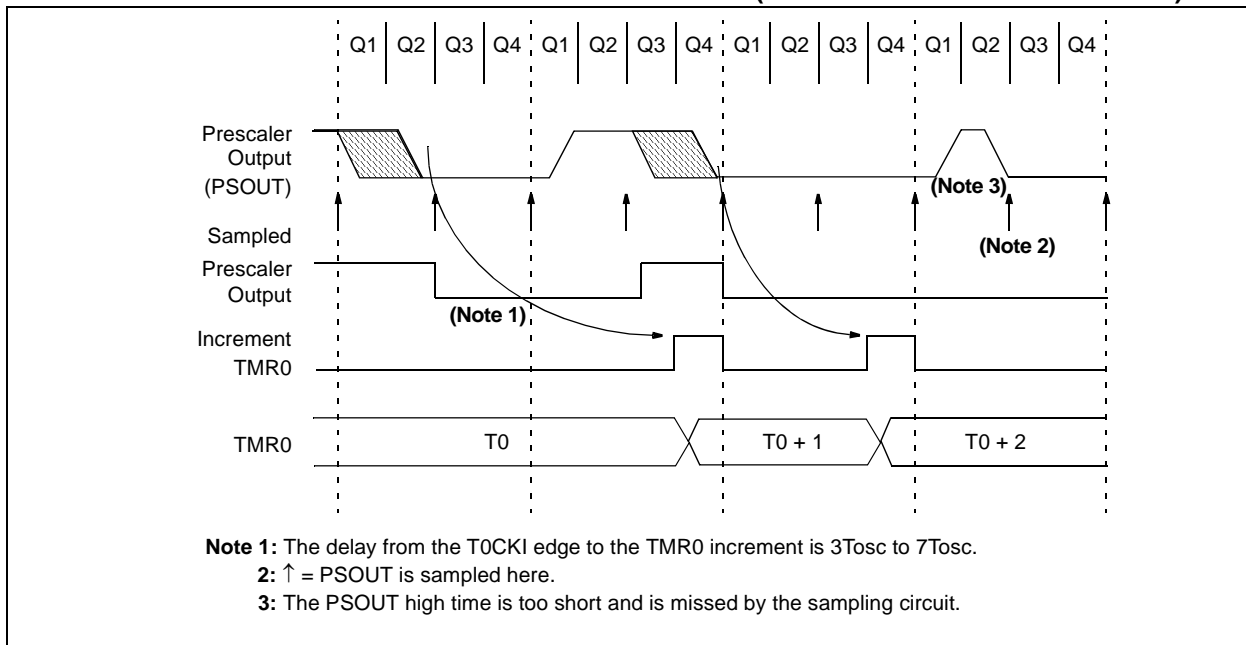 Q1 Q2 Q3 Q4 Q1 Q2 Q3 Q4 Q1 Q2 Q3 Q4 Q1 Q2 Q3 Q4
Prescaler
Output
(PSOUT)
(Note 3)
Sampled
(Note 2)
Prescaler
Output
(Note 1)
Increment
TMR0
TMR0
T0
T0 + 1
T0 + 2
Note 1: The delay from the T0CKI edge to the TMR0 increment is 3Tosc to 7Tosc.
2: ↑ = PSOUT is sampled here.
3: The PSOUT high time is too short and is missed by the sampling circuit.